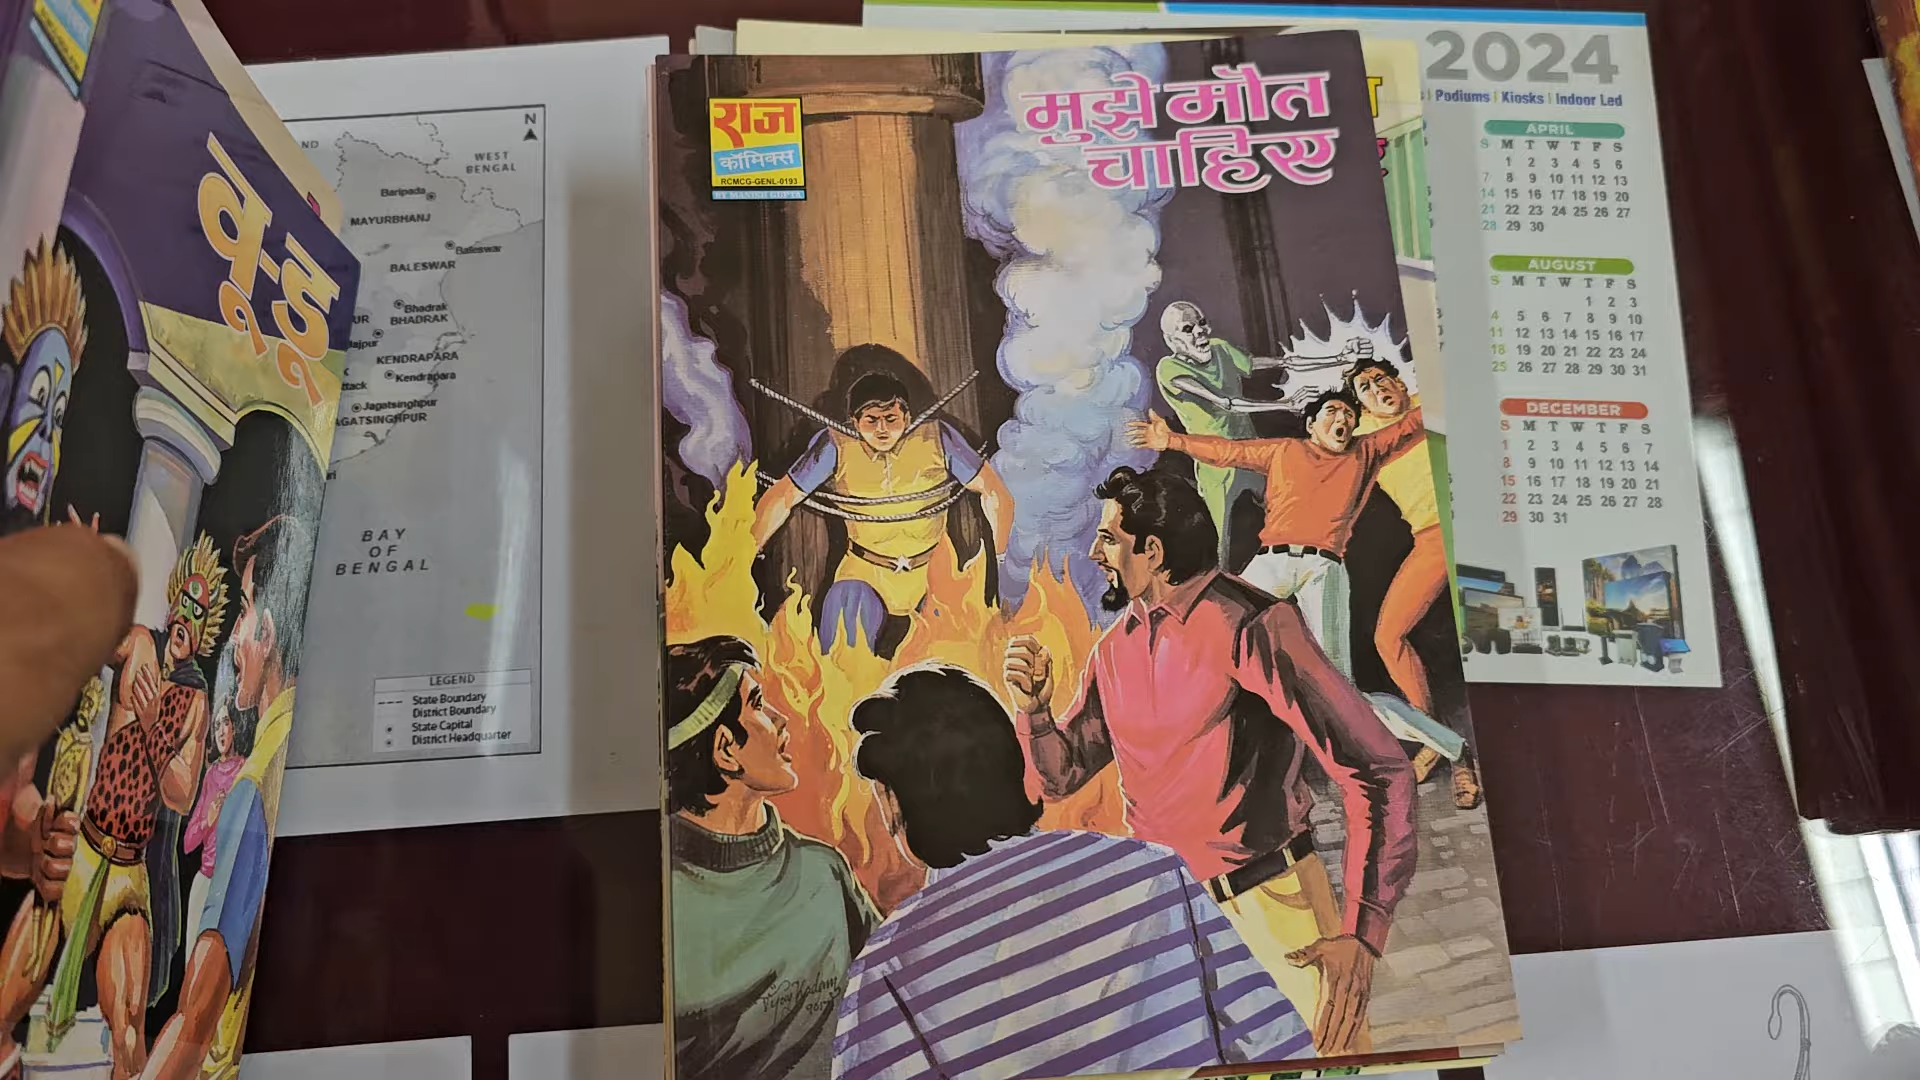 राज
कॉमिक्स
RCMCG-GENL-0193
BY MANISH GUPTA
मुझे मौत
चाहिए
Vijay Kadam
N
WEST
BENGAL
Baripada
MAYURBHANJ
Baleswar
BALESWAR
Bhadrak
BHADRAK
KENDRAPARA
Kendrapara
Jagatsinghpur
BAY
OF
BENGAL
LEGEND
State Boundary
District Boundary
State Capital
District Headquarter
2024
Podiums | Kiosks | Indoor Led
APRIL
S M T W T F S
1 2 3 4 5 6
7 8 9 10 11 12 13
14 15 16 17 18 19 20
21 22 23 24 25 26 27
28 29 30
AUGUST
S M T W T F S
1 2 3
4 5 6 7 8 9 10
11 12 13 14 15 16 17
18 19 20 21 22 23 24
25 26 27 28 29 30 31
DECEMBER
S M T W T F S
1 2 3 4 5 6 7
8 9 10 11 12 13 14
15 16 17 18 19 20 21
22 23 24 25 26 27 28
29 30 31